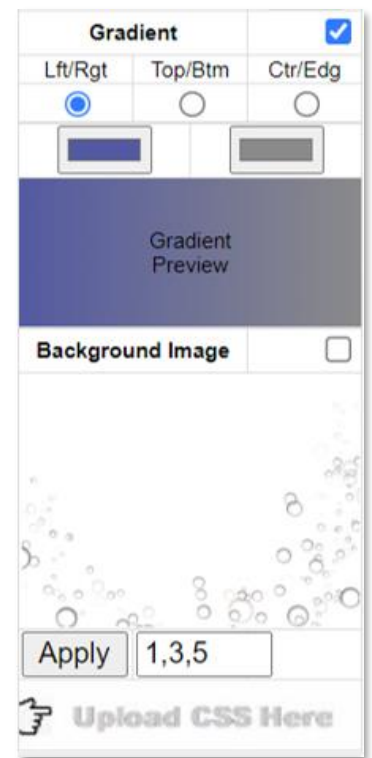 Gradient
Lft/Rgt Top/Btm Ctr/Edg
Gradient
Preview
Background Image
Apply 1,3,5
Upload CSS Here